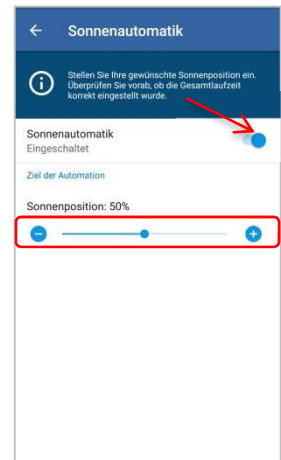 Sonnenautomatik
Stellen Sie Ihre gewünschte Sonnenposition ein.
Überprüfen Sie vorab, ob die Gesamtlaufzeit
korrekt eingestellt wurde.
Sonnenautomatik
Eingeschaltet
Ziel der Automation
Sonnenposition: 50%